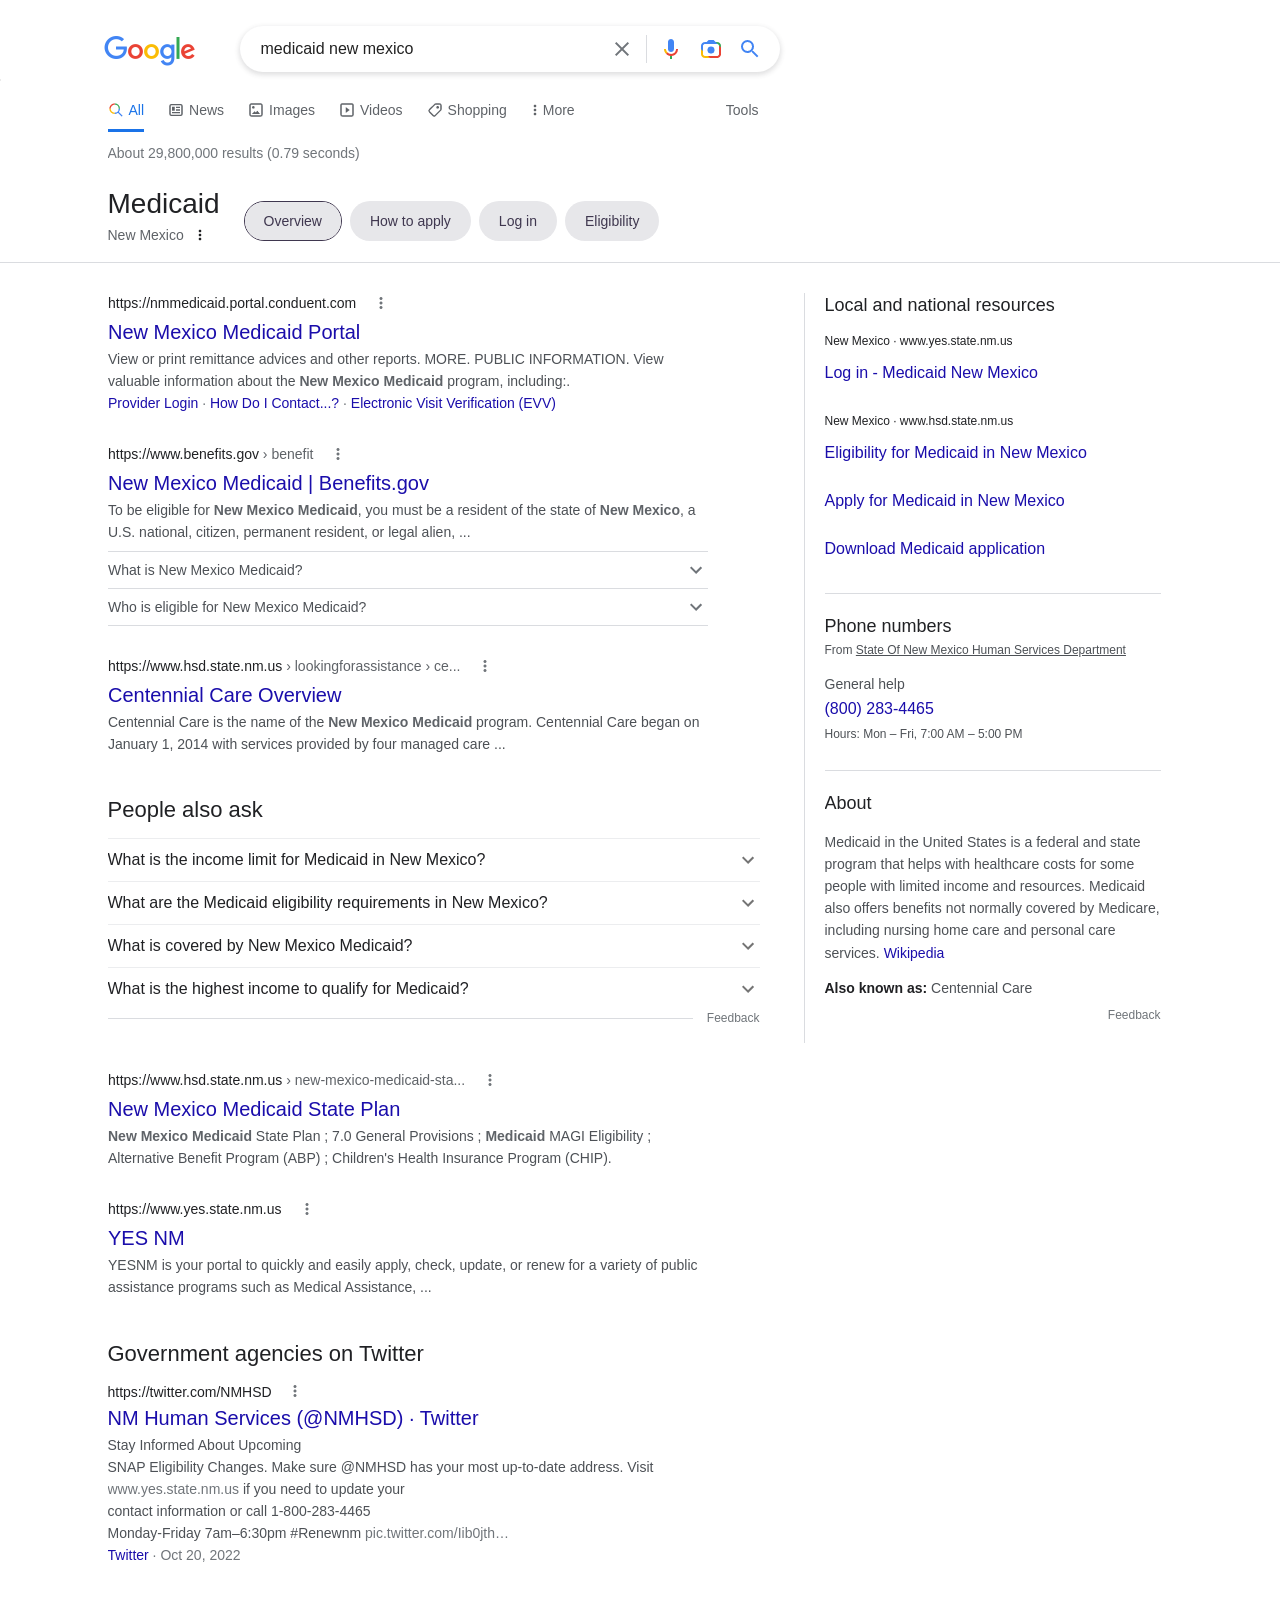 Google
medicaid new mexico
All News Images Videos Shopping More Tools
About 29,800,000 results (0.79 seconds)
Medicaid
New Mexico
Overview How to apply Log in Eligibility
https://nmmedicaid.portal.conduent.com
New Mexico Medicaid Portal
View or print remittance advices and other reports. MORE. PUBLIC INFORMATION. View
valuable information about the New Mexico Medicaid program, including:.
Provider Login · How Do I Contact...? · Electronic Visit Verification (EVV)
https://www.benefits.gov › benefit
New Mexico Medicaid | Benefits.gov
To be eligible for New Mexico Medicaid, you must be a resident of the state of New Mexico, a
U.S. national, citizen, permanent resident, or legal alien, ...
What is New Mexico Medicaid?
Who is eligible for New Mexico Medicaid?
https://www.hsd.state.nm.us › lookingforassistance › ce...
Centennial Care Overview
Centennial Care is the name of the New Mexico Medicaid program. Centennial Care began on
January 1, 2014 with services provided by four managed care ...
People also ask
What is the income limit for Medicaid in New Mexico?
What are the Medicaid eligibility requirements in New Mexico?
What is covered by New Mexico Medicaid?
What is the highest income to qualify for Medicaid?
Feedback
https://www.hsd.state.nm.us › new-mexico-medicaid-sta...
New Mexico Medicaid State Plan
New Mexico Medicaid State Plan ; 7.0 General Provisions ; Medicaid MAGI Eligibility ;
Alternative Benefit Program (ABP) ; Children's Health Insurance Program (CHIP).
https://www.yes.state.nm.us
YES NM
YESNM is your portal to quickly and easily apply, check, update, or renew for a variety of public
assistance programs such as Medical Assistance, ...
Government agencies on Twitter
https://twitter.com/NMHSD
NM Human Services (@NMHSD) · Twitter
Stay Informed About Upcoming
SNAP Eligibility Changes. Make sure @NMHSD has your most up-to-date address. Visit
www.yes.state.nm.us if you need to update your
contact information or call 1-800-283-4465
Monday-Friday 7am–6:30pm #Renewnm pic.twitter.com/Iib0jth…
Twitter · Oct 20, 2022
Local and national resources
New Mexico · www.yes.state.nm.us
Log in - Medicaid New Mexico
New Mexico · www.hsd.state.nm.us
Eligibility for Medicaid in New Mexico
Apply for Medicaid in New Mexico
Download Medicaid application
Phone numbers
From State Of New Mexico Human Services Department
General help
(800) 283-4465
Hours: Mon – Fri, 7:00 AM – 5:00 PM
About
Medicaid in the United States is a federal and state
program that helps with healthcare costs for some
people with limited income and resources. Medicaid
also offers benefits not normally covered by Medicare,
including nursing home care and personal care
services. Wikipedia
Also known as: Centennial Care
Feedback